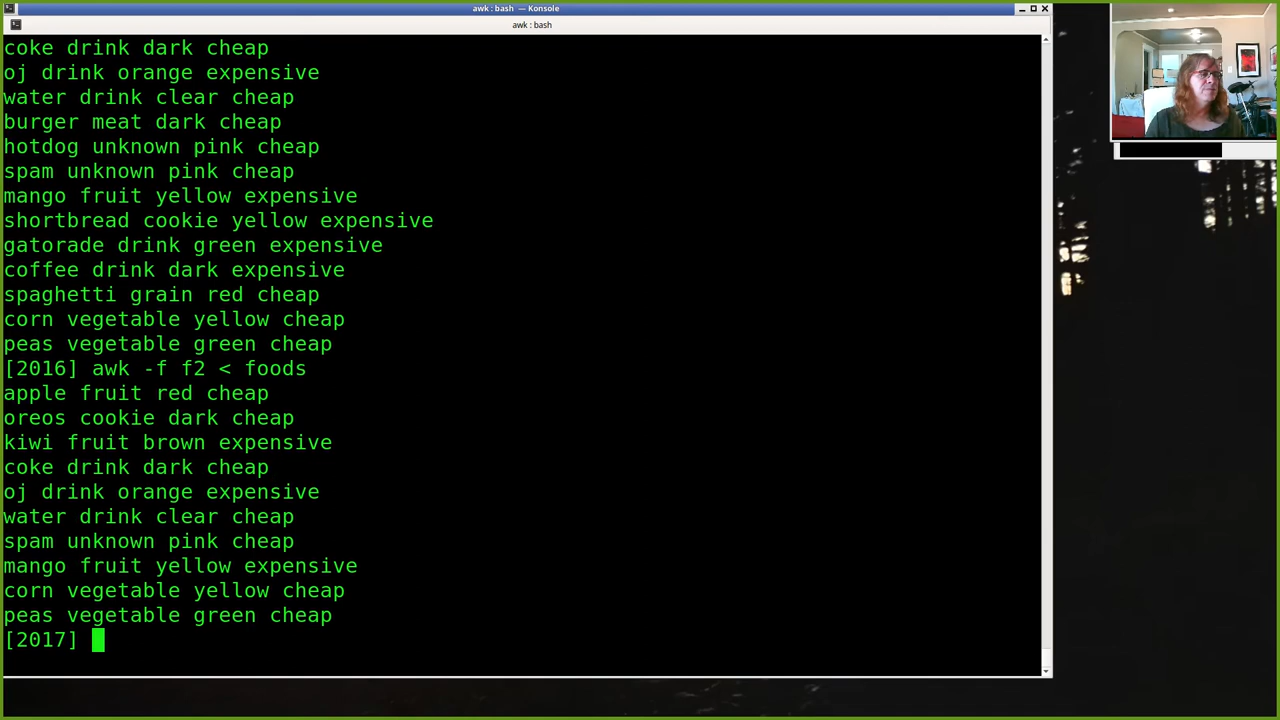 awk : bash — Konsole
awk : bash
coke drink dark cheap
oj drink orange expensive
water drink clear cheap
burger meat dark cheap
hotdog unknown pink cheap
spam unknown pink cheap
mango fruit yellow expensive
shortbread cookie yellow expensive
gatorade drink green expensive
coffee drink dark expensive
spaghetti grain red cheap
corn vegetable yellow cheap
peas vegetable green cheap
[2016] awk -f f2 < foods
apple fruit red cheap
oreos cookie dark cheap
kiwi fruit brown expensive
coke drink dark cheap
oj drink orange expensive
water drink clear cheap
spam unknown pink cheap
mango fruit yellow expensive
corn vegetable yellow cheap
peas vegetable green cheap
[2017]